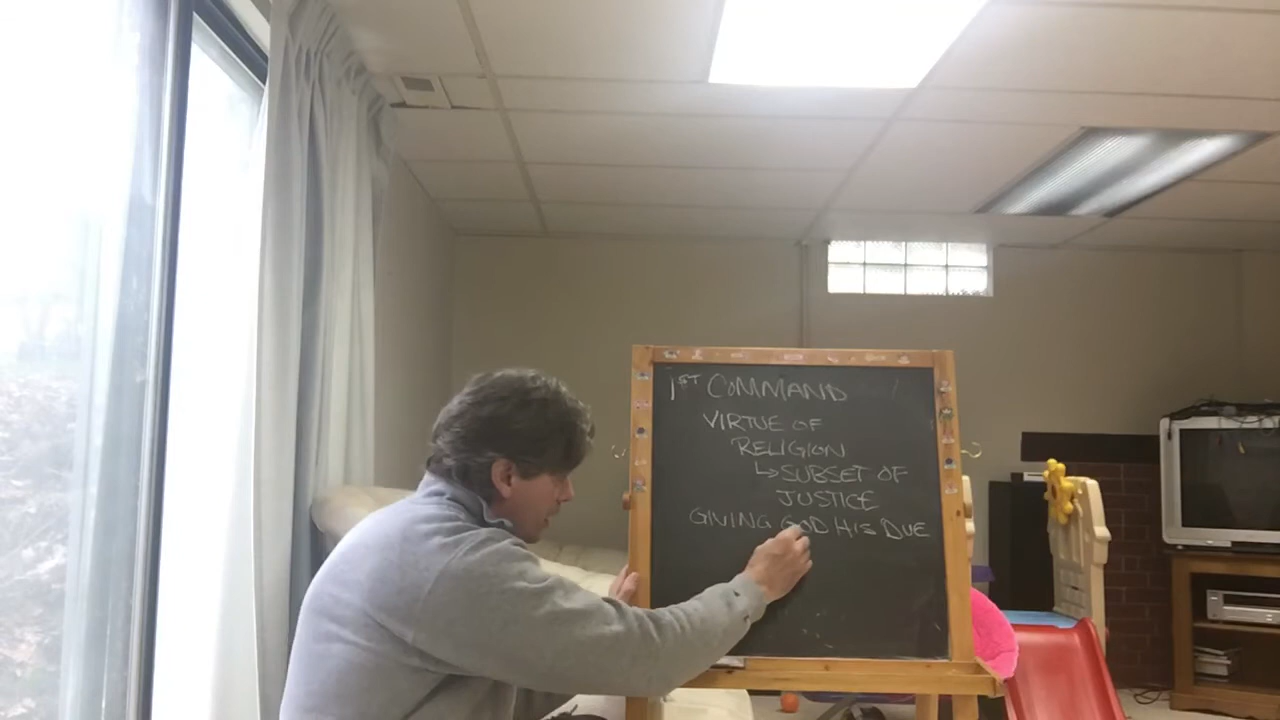 1ST COMMAND
VIRTUE OF
RELIGION
↳ SUBSET OF
JUSTICE
GIVING GOD HIS DUE